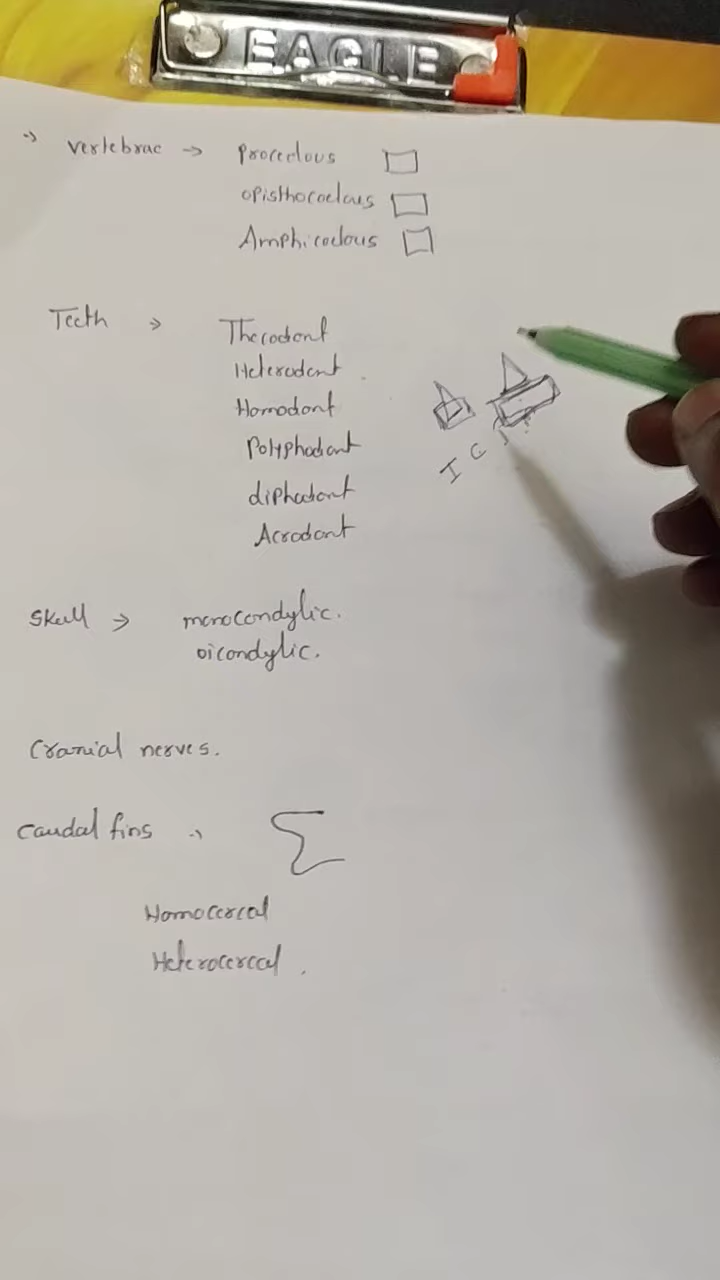 EAGLE
vertebrae → Procelous
opisthocoelous
Amphicoelous
Teeth → Thecodont
Heterodont
Homodont
Polyphodont
diphodont
Acrodont
I C
Skull → monocondylic.
Dicondylic.
Cranial nerves.
Caudal fins →
Homocercal
Heterocercal.